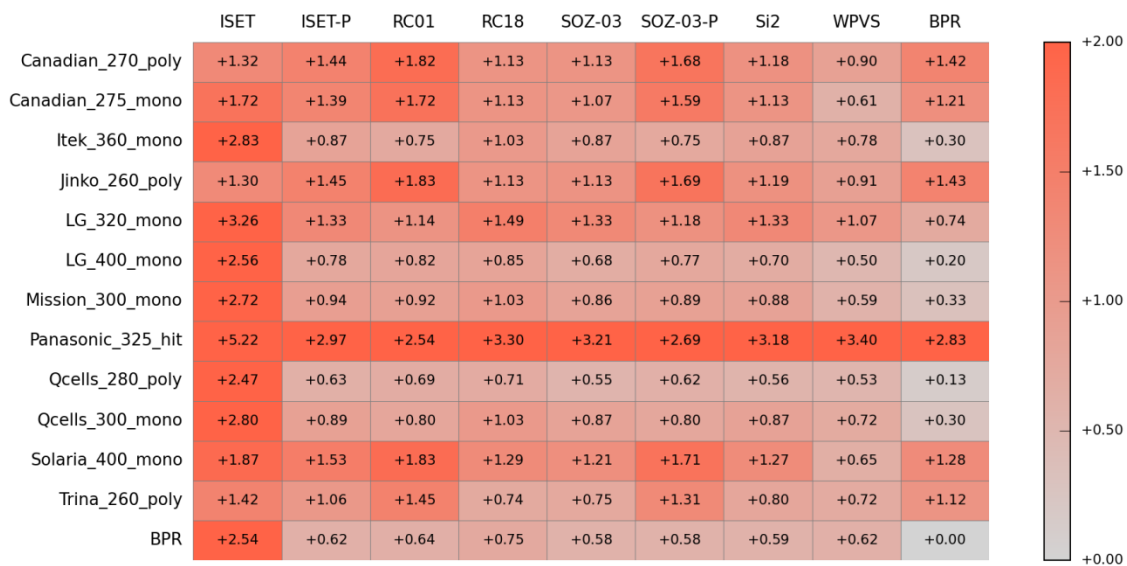 ISET ISET-P RC01 RC18 SOZ-03 SOZ-03-P Si2 WPVS BPR
Canadian_270_poly +1.32 +1.44 +1.82 +1.13 +1.13 +1.68 +1.18 +0.90 +1.42
Canadian_275_mono +1.72 +1.39 +1.72 +1.13 +1.07 +1.59 +1.13 +0.61 +1.21
Itek_360_mono +2.83 +0.87 +0.75 +1.03 +0.87 +0.75 +0.87 +0.78 +0.30
Jinko_260_poly +1.30 +1.45 +1.83 +1.13 +1.13 +1.69 +1.19 +0.91 +1.43
LG_320_mono +3.26 +1.33 +1.14 +1.49 +1.33 +1.18 +1.33 +1.07 +0.74
LG_400_mono +2.56 +0.78 +0.82 +0.85 +0.68 +0.77 +0.70 +0.50 +0.20
Mission_300_mono +2.72 +0.94 +0.92 +1.03 +0.86 +0.89 +0.88 +0.59 +0.33
Panasonic_325_hit +5.22 +2.97 +2.54 +3.30 +3.21 +2.69 +3.18 +3.40 +2.83
Qcells_280_poly +2.47 +0.63 +0.69 +0.71 +0.55 +0.62 +0.56 +0.53 +0.13
Qcells_300_mono +2.80 +0.89 +0.80 +1.03 +0.87 +0.80 +0.87 +0.72 +0.30
Solaria_400_mono +1.87 +1.53 +1.83 +1.29 +1.21 +1.71 +1.27 +0.65 +1.28
Trina_260_poly +1.42 +1.06 +1.45 +0.74 +0.75 +1.31 +0.80 +0.72 +1.12
BPR +2.54 +0.62 +0.64 +0.75 +0.58 +0.58 +0.59 +0.62 +0.00
+2.00
+1.50
+1.00
+0.50
+0.00